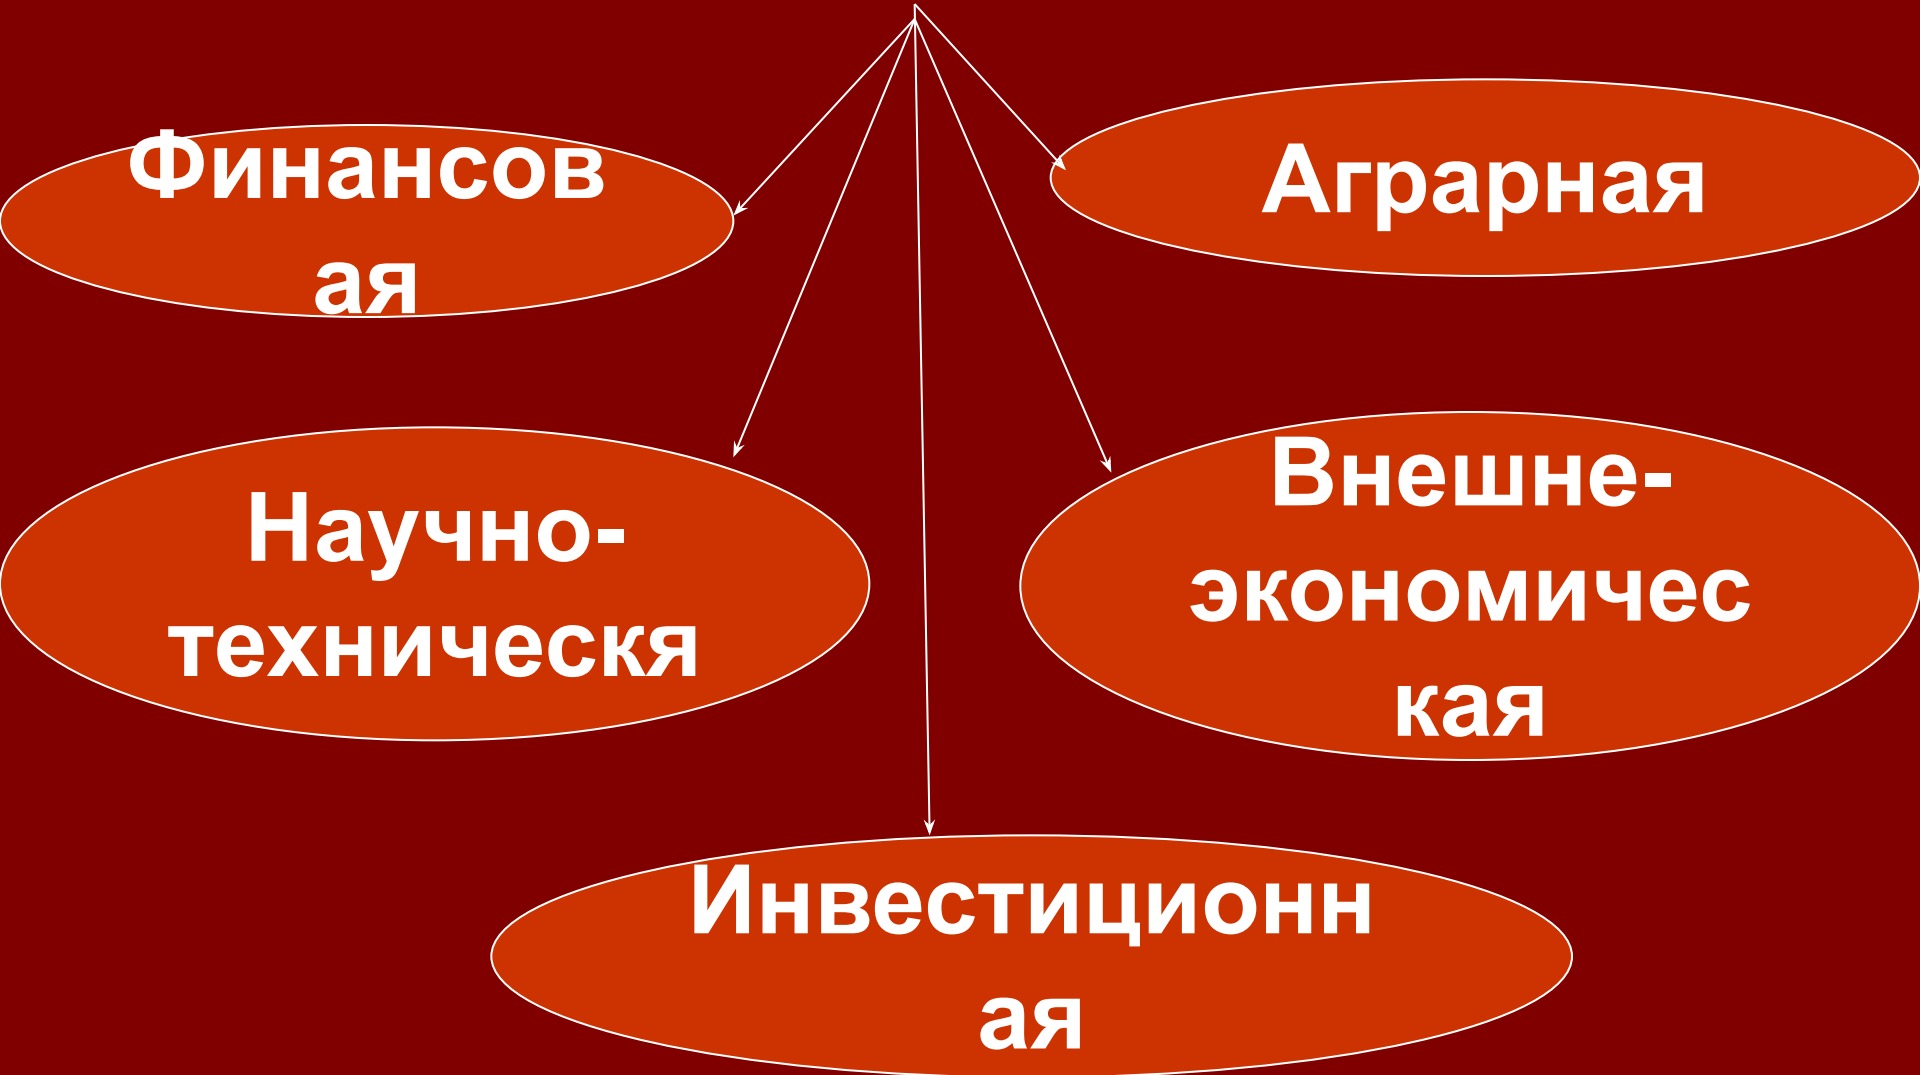 Финансов
ая
Аграрная
Научно-
техническя
Внешне-
экономичес
кая
Инвестиционн
ая